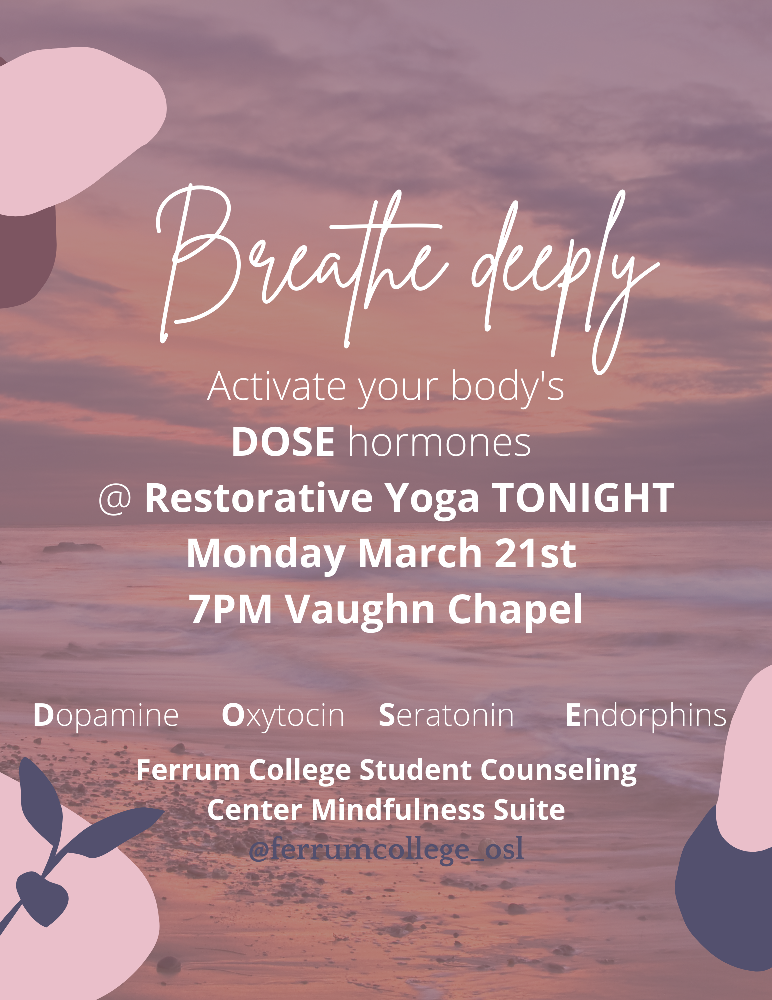 Breathe deeply
Activate your body's
DOSE hormones
@ Restorative Yoga TONIGHT
Monday March 21st
7PM Vaughn Chapel
Dopamine Oxytocin Seratonin Endorphins
Ferrum College Student Counseling
Center Mindfulness Suite
@ferrumcollege_osl